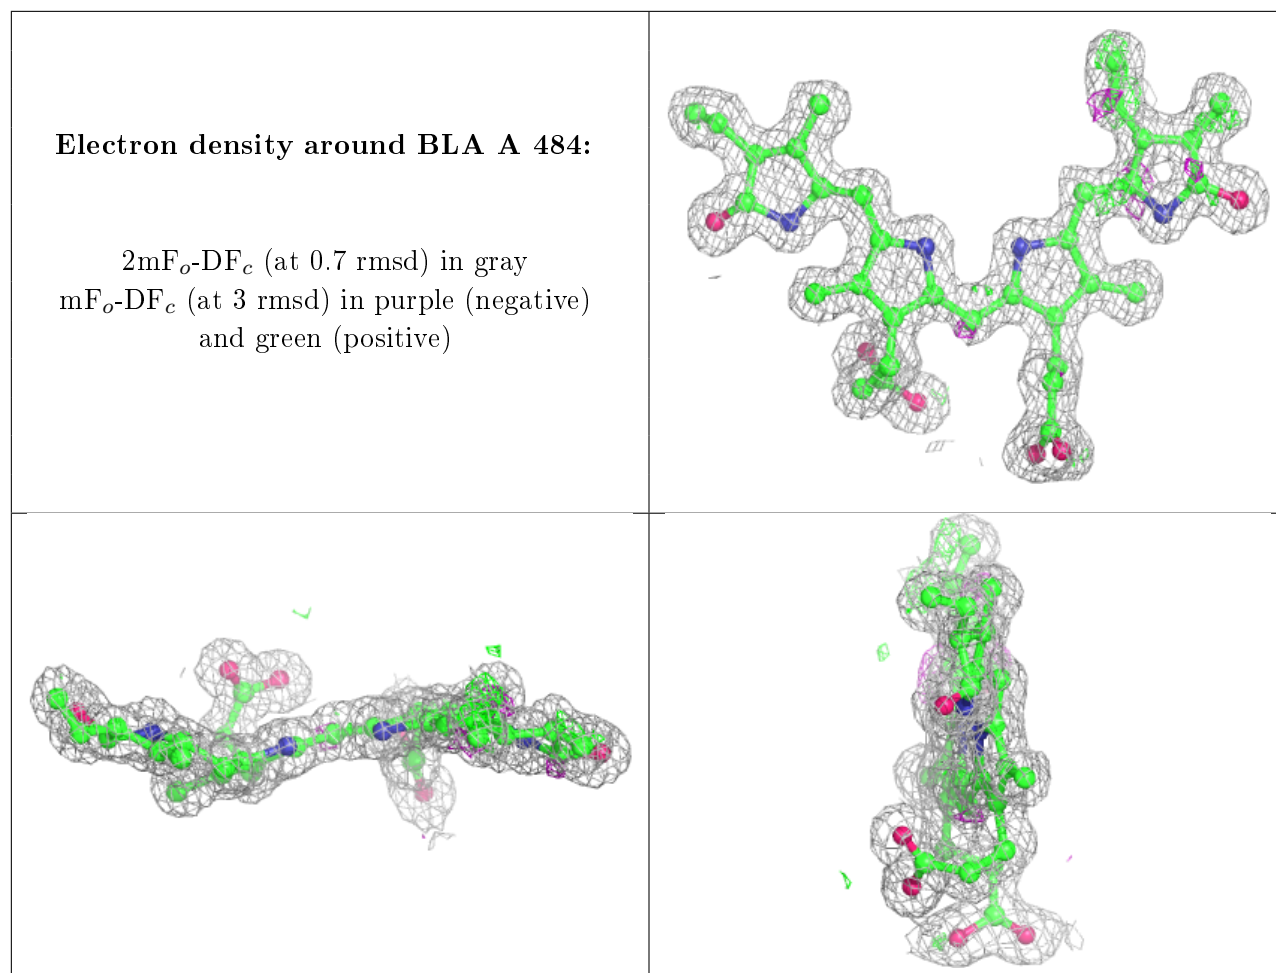 Electron density around BLA A 484:
2mFₒ-DF𝒸 (at 0.7 rmsd) in gray
mFₒ-DF𝒸 (at 3 rmsd) in purple (negative)
and green (positive)